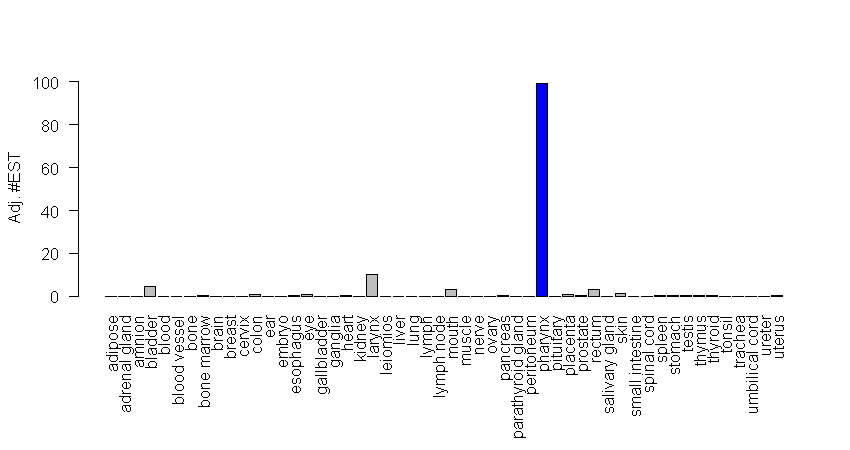 Adj. #EST
100
80
60
40
20
0
adipose
adrenal gland
amnion
bladder
blood
blood vessel
bone
bone marrow
brain
breast
cervix
colon
ear
embryo
esophagus
eye
gallbladder
ganglia
heart
kidney
larynx
leiomios
liver
lung
lymph
lymph node
mouth
muscle
nerve
ovary
pancreas
parathyroid gland
peritoneum
pharynx
pituitary
placenta
prostate
rectum
salivary gland
skin
small intestine
spinal cord
spleen
stomach
testis
thymus
thyroid
tonsil
trachea
umbilical cord
ureter
uterus